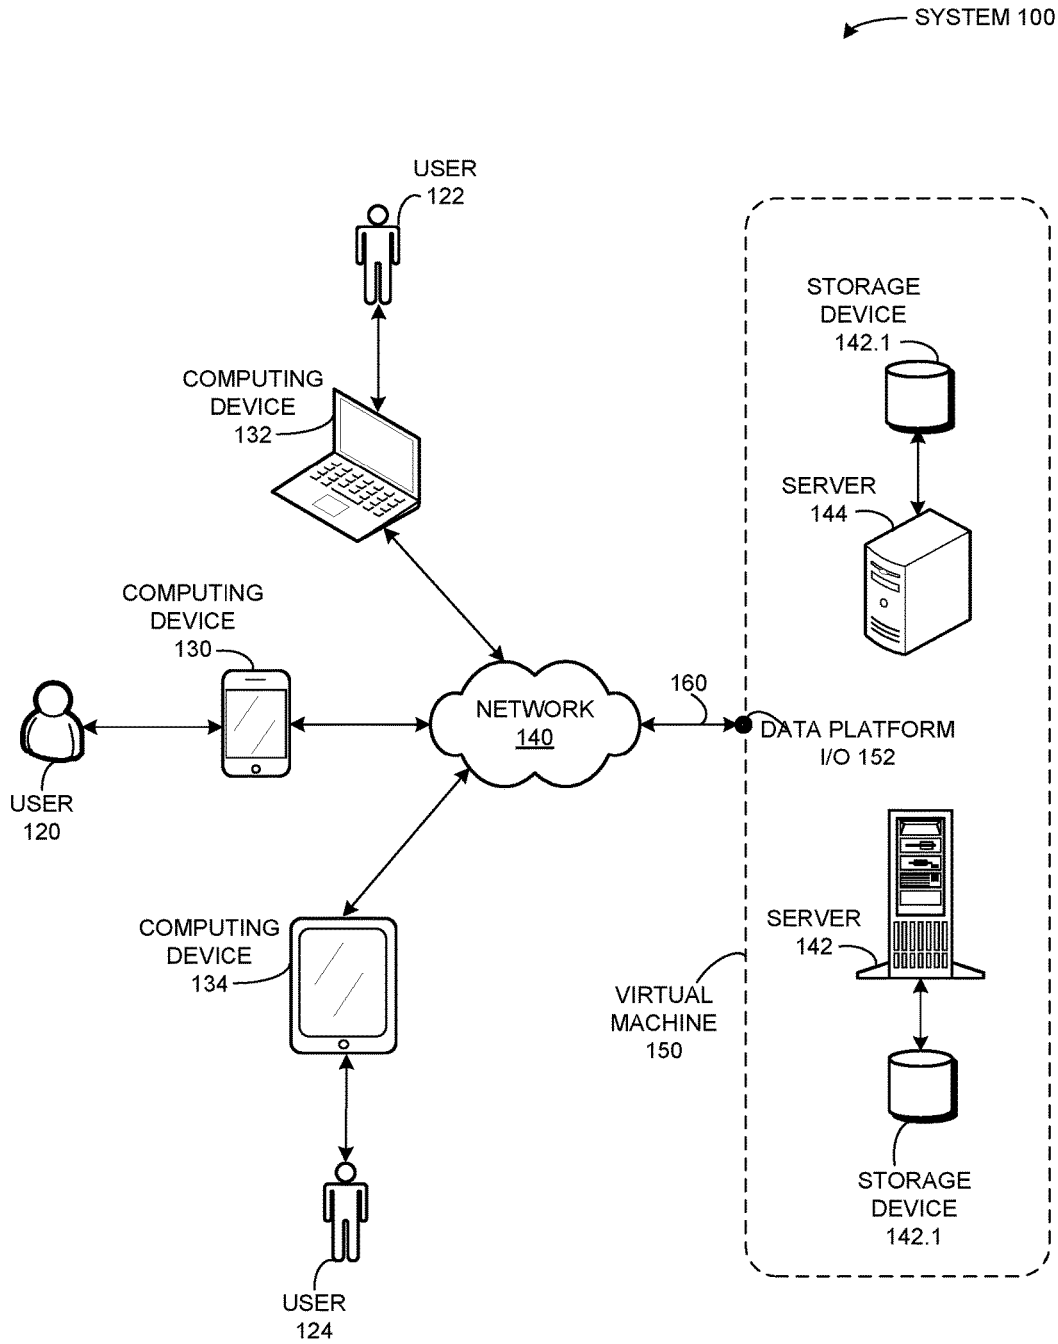 SYSTEM 100
USER
122
STORAGE
DEVICE
142.1
COMPUTING
DEVICE
132
SERVER
144
COMPUTING
DEVICE
130
160
NETWORK
140
DATA PLATFORM
I/O 152
USER
120
SERVER
142
COMPUTING
DEVICE
134
VIRTUAL
MACHINE
150
STORAGE
DEVICE
142.1
USER
124